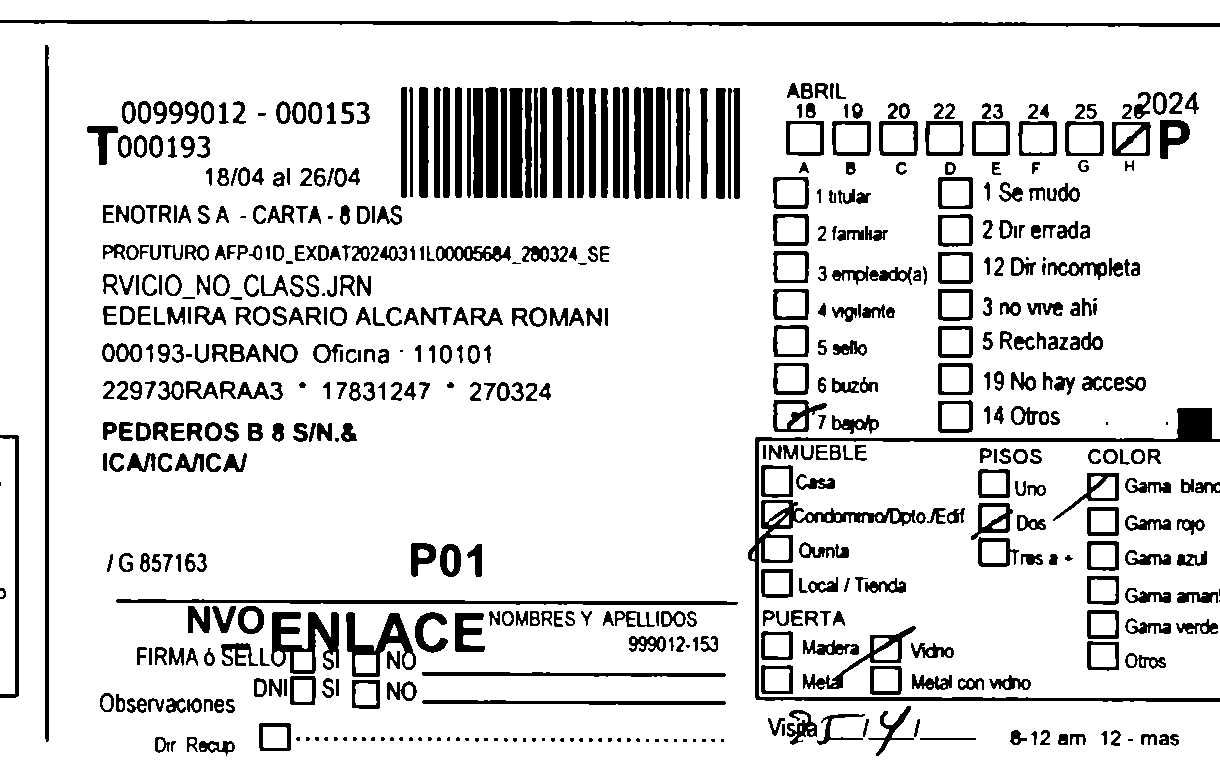 00999012 - 000153
T000193
18/04 al 26/04
ENOTRIA S A - CARTA - 8 DIAS
PROFUTURO AFP-01D_EXDAT20240311L00005684_280324_SE
RVICIO_NO_CLASS.JRN
EDELMIRA ROSARIO ALCANTARA ROMANI
000193-URBANO Oficina : 110101
229730RARAA3 * 17831247 * 270324
PEDREROS B 8 S/N.&
ICA/ICA/ICA/
/ G 857163 P01
NVO ENLACE NOMBRES Y APELLIDOS
999012-153
FIRMA ó SELLO SI NO
DNI SI NO
Observaciones
Dir Recup
ABRIL 2024
18 19 20 22 23 24 25 26 P
A B C D E F G H
1 titular 1 Se mudo
2 familiar 2 Dir errada
3 empleado(a) 12 Dir incompleta
4 vigilante 3 no vive ahí
5 sello 5 Rechazado
6 buzón 19 No hay acceso
7 bajo/p 14 Otros
INMUEBLE PISOS COLOR
Casa Uno Gama blanc
Condominio/Dpto./Edif Dos Gama rojo
Quinta Tres a + Gama azul
Local / Tienda Gama amari
PUERTA Gama verde
Madera Vidrio Otros
Metal Metal con vidrio
Visita 25/4/ 8-12 am 12 - mas